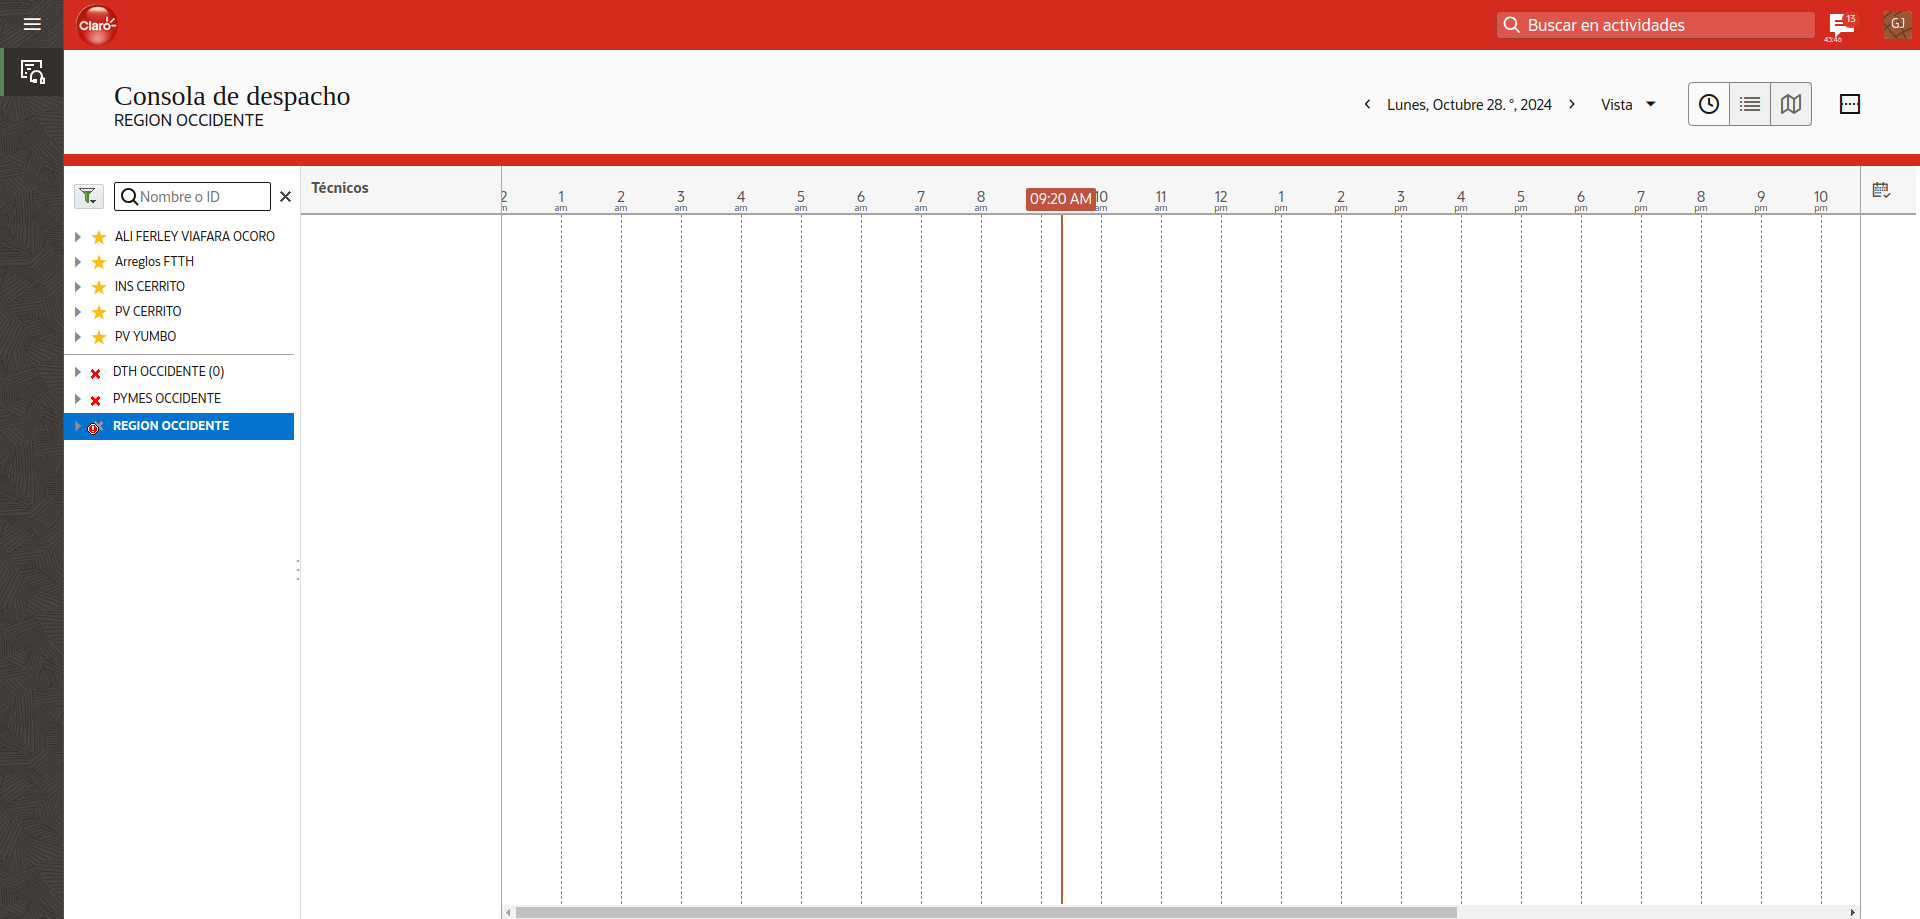 Claro
Buscar en actividades
13
43:46
GJ
Consola de despacho
REGION OCCIDENTE
Lunes, Octubre 28. °, 2024
Vista
Nombre o ID
Técnicos
2 1 2 3 4 5 6 7 8 09:20 AM 10 11 12 1 2 3 4 5 6 7 8 9 10
m am am am am am am am am am am pm pm pm pm pm pm pm pm pm pm pm
ALI FERLEY VIAFARA OCORO
Arreglos FTTH
INS CERRITO
PV CERRITO
PV YUMBO
DTH OCCIDENTE (0)
PYMES OCCIDENTE
REGION OCCIDENTE